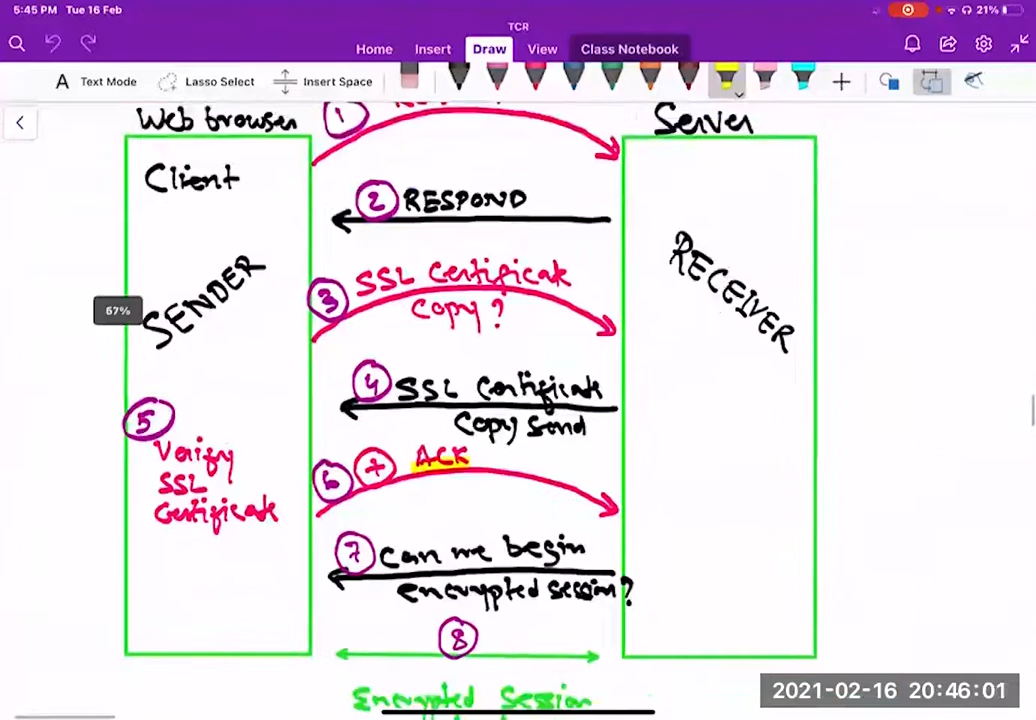 5:45 PM Tue 16 Feb
21%
TCR
Home Insert Draw View Class Notebook
A Text Mode Lasso Select Insert Space
Web browser
Server
1
Client
2 RESPOND
SENDER
RECEIVER
3 SSL Certificate
Copy?
57%
4 SSL Certificate
Copy Send
5
Verify
SSL
Certificate
6 + ACK
7 Can we begin
encrypted session?
8
Encrypted Session
2021-02-16 20:46:01